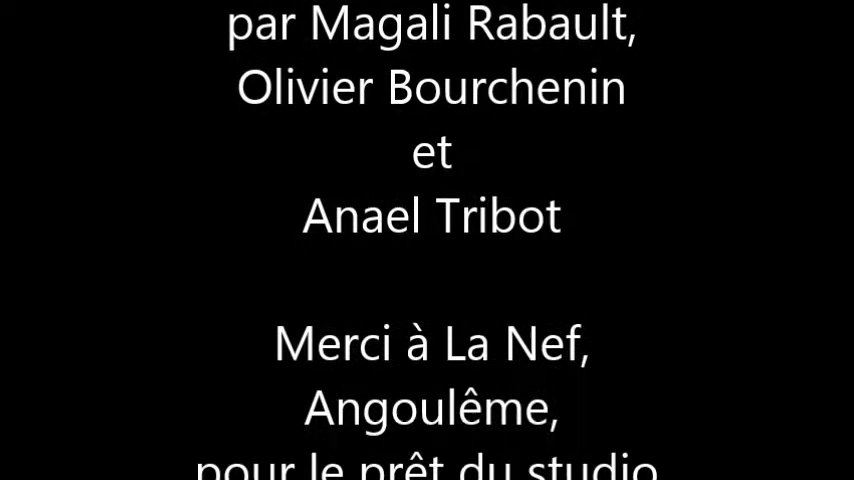 par Magali Rabault,
Olivier Bourchenin
et
Anael Tribot
Merci à La Nef,
Angoulême,
pour le prêt du studio